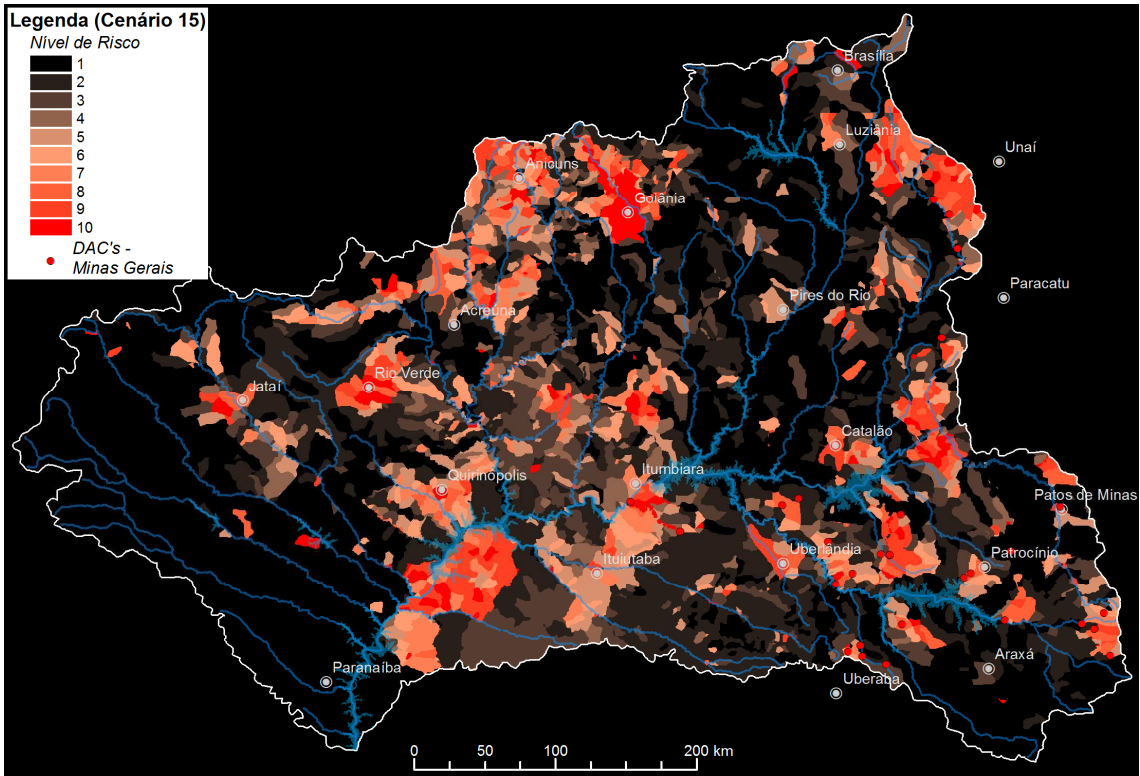 Legenda (Cenário 15)
Nível de Risco
1
2
3
4
5
6
7
8
9
10
DAC's -
Minas Gerais
Brasília
Luziânia
Unaí
Anicuns
Goiânia
Paracatu
Pires do Rio
Acreúna
Rio Verde
Jataí
Catalão
Quirinópolis
Itumbiara
Patos de Minas
Uberlândia
Patrocínio
Ituiutaba
Araxá
Paranaíba
Uberaba
0 50 100 200 km